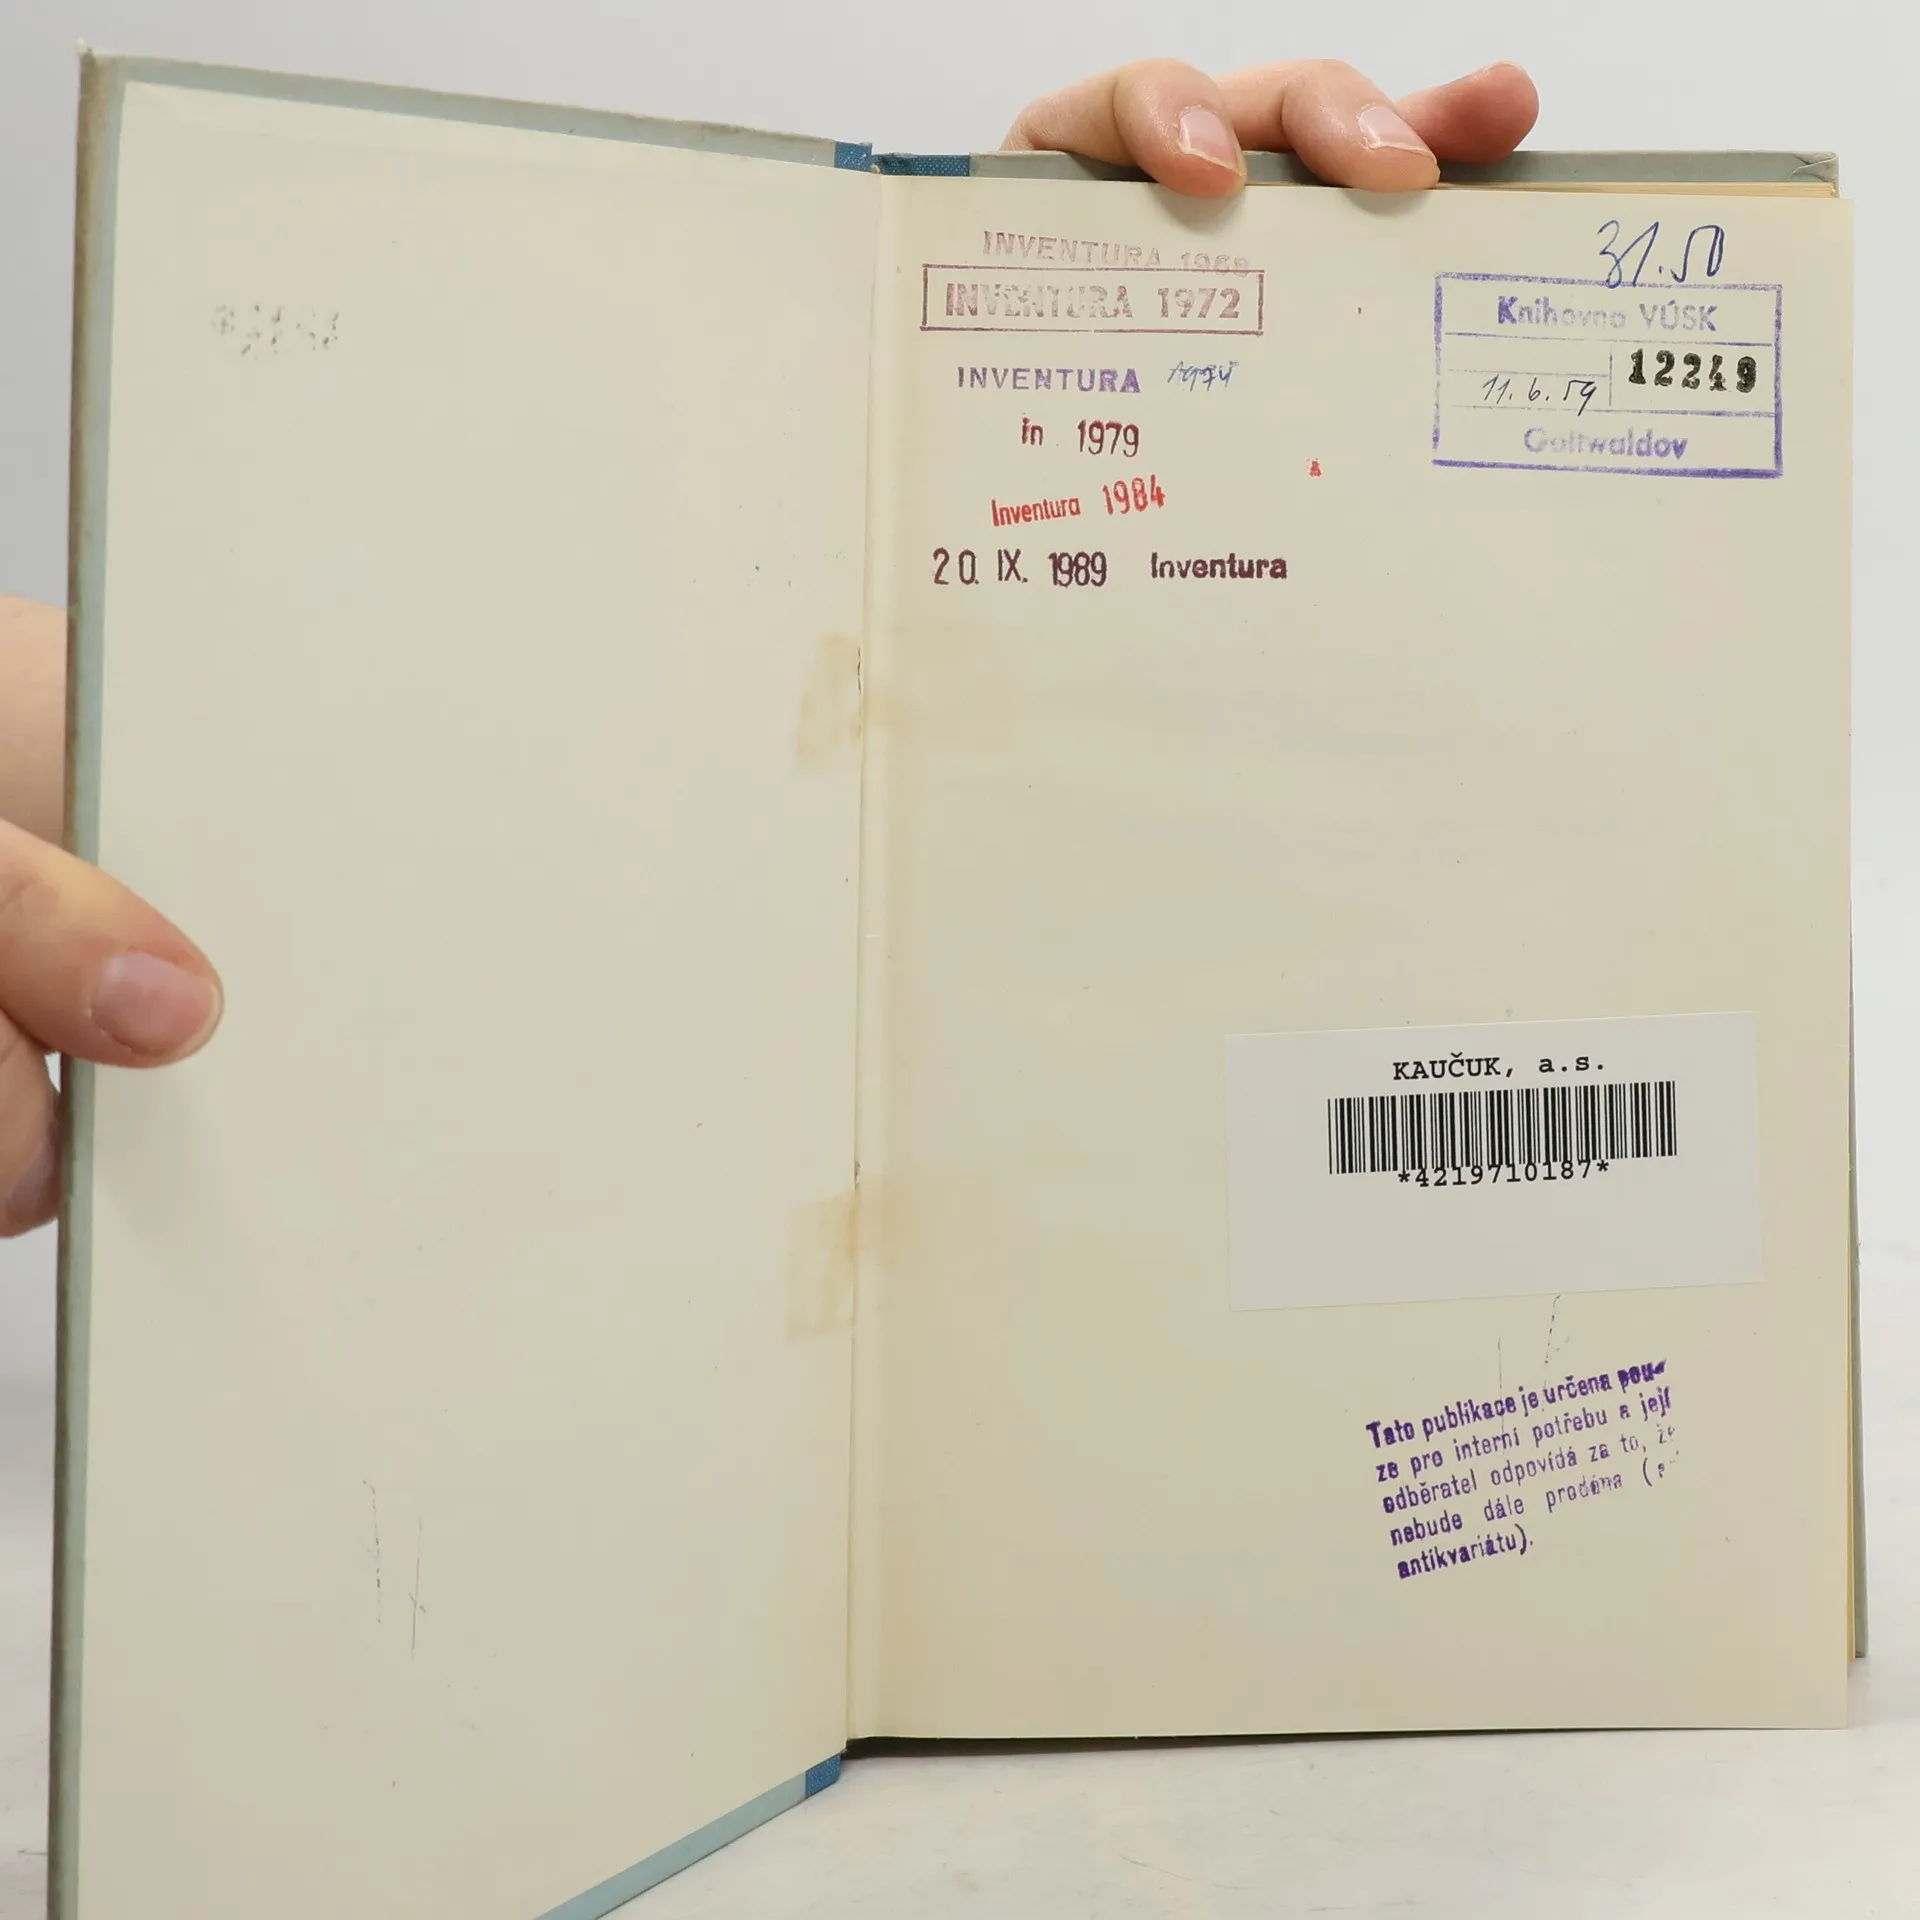 INVENTURA 1968
INVENTURA 1972
INVENTURA 1974
in 1979
Inventura 1984
20. IX. 1989 Inventura
31.50
Knihovna VÚSK
12249
11. 6. 59
Gottwaldov
KAUČUK, a.s.
*4219710187*
Tato publikace je určena pou-
ze pro interní potřebu a její
odběratel odpovídá za to, že
nebude dále prodána (
antikvariátu).